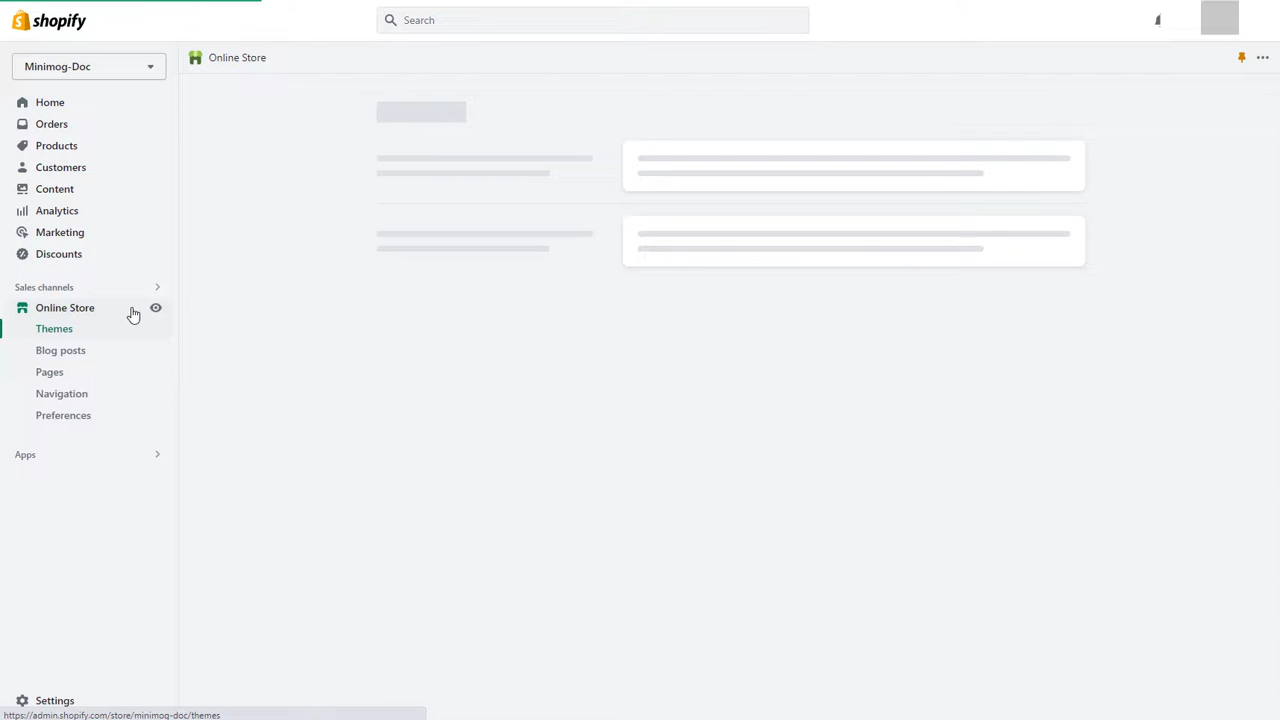 shopify
Search
Minimog-Doc
Online Store
Home
Orders
Products
Customers
Content
Analytics
Marketing
Discounts
Sales channels
Online Store
Themes
Blog posts
Pages
Navigation
Preferences
Apps
Settings
https://admin.shopify.com/store/minimog-doc/themes